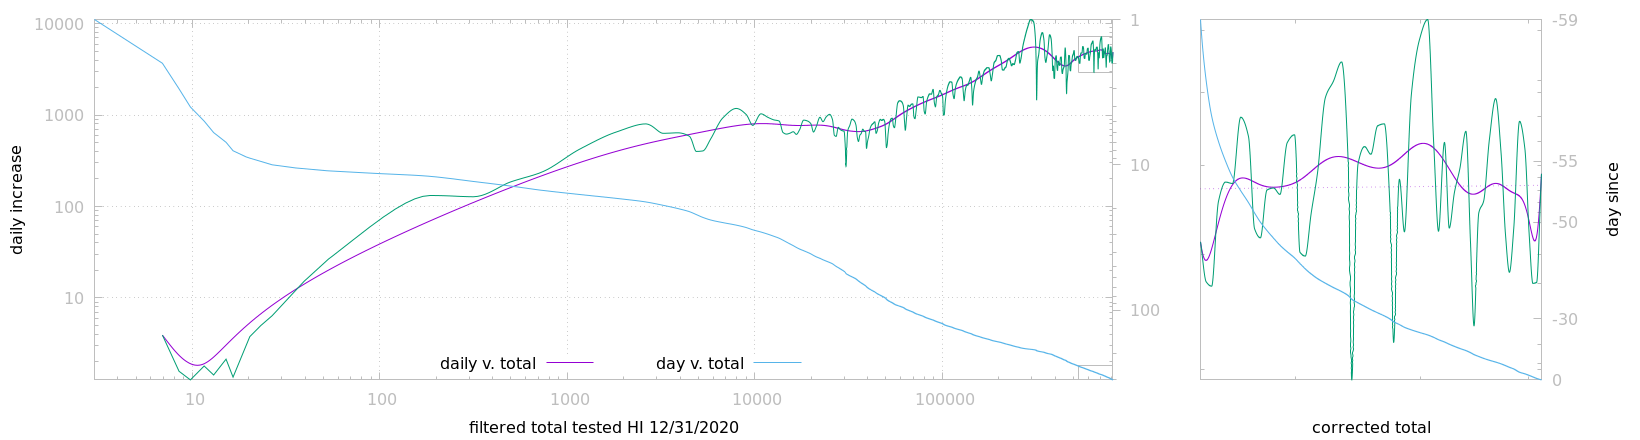 10000
1000
100
10
daily increase
daily v. total
day v. total
10
100
1000
10000
100000
filtered total tested HI 12/31/2020
1
10
100
-59
-55
-50
-30
0
day since
corrected total